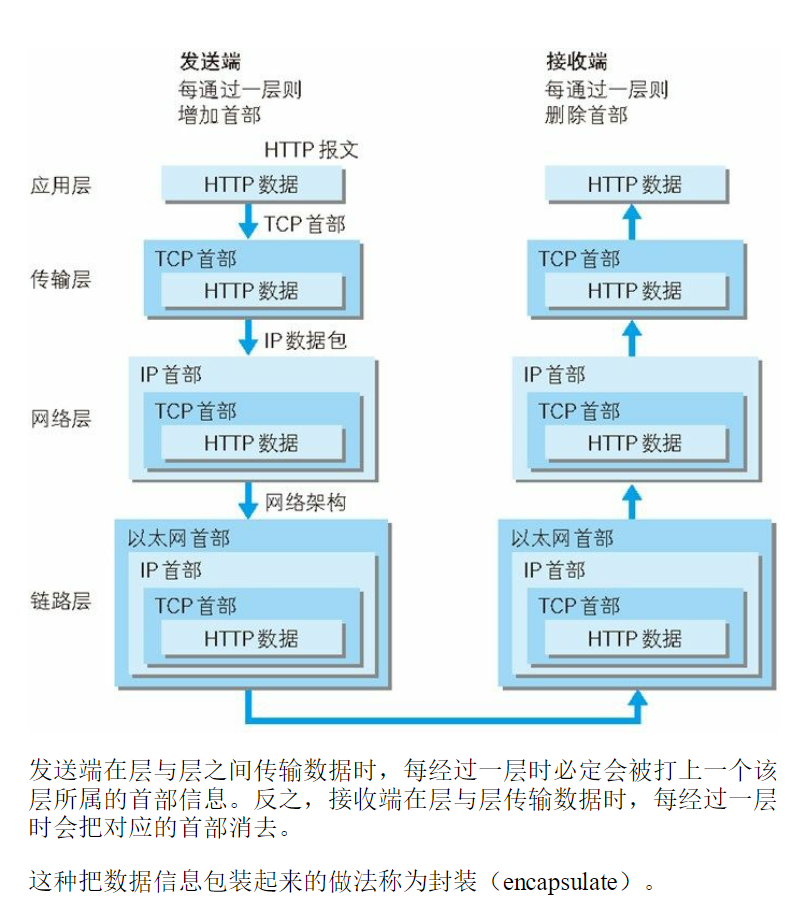 发送端
每通过一层则
增加首部
接收端
每通过一层则
删除首部
HTTP 报文
应用层
HTTP 数据
HTTP 数据
TCP 首部
传输层
TCP 首部
HTTP 数据
TCP 首部
HTTP 数据
IP 数据包
网络层
IP 首部
TCP 首部
HTTP 数据
IP 首部
TCP 首部
HTTP 数据
网络架构
链路层
以太网首部
IP 首部
TCP 首部
HTTP 数据
以太网首部
IP 首部
TCP 首部
HTTP 数据
发送端在层与层之间传输数据时，每经过一层时必定会被打上一个该
层所属的首部信息。反之，接收端在层与层传输数据时，每经过一层
时会把对应的首部消去。
这种把数据信息包装起来的做法称为封装（encapsulate）。